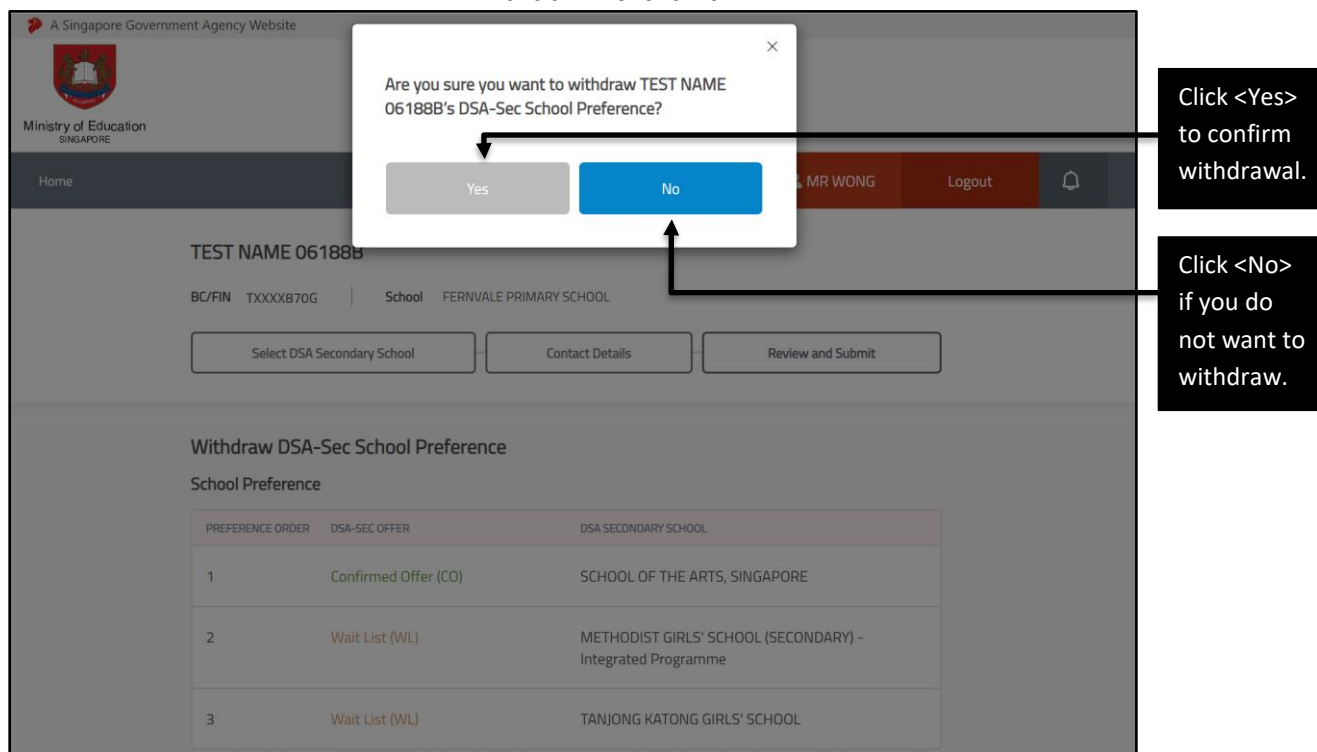 A Singapore Government Agency Website
Ministry of Education
SINGAPORE
×
Are you sure you want to withdraw TEST NAME
06188B's DSA-Sec School Preference?
Yes
No
Home
MR WONG
Logout
Click <Yes>
to confirm
withdrawal.
Click <No>
if you do
not want to
withdraw.
TEST NAME 06188B
BC/FIN TXXXX870G School FERNVALE PRIMARY SCHOOL
Select DSA Secondary School
Contact Details
Review and Submit
Withdraw DSA-Sec School Preference
School Preference
PREFERENCE ORDER DSA-SEC OFFER DSA SECONDARY SCHOOL
1 Confirmed Offer (CO) SCHOOL OF THE ARTS, SINGAPORE
2 Wait List (WL) METHODIST GIRLS' SCHOOL (SECONDARY) -
Integrated Programme
3 Wait List (WL) TANJONG KATONG GIRLS' SCHOOL